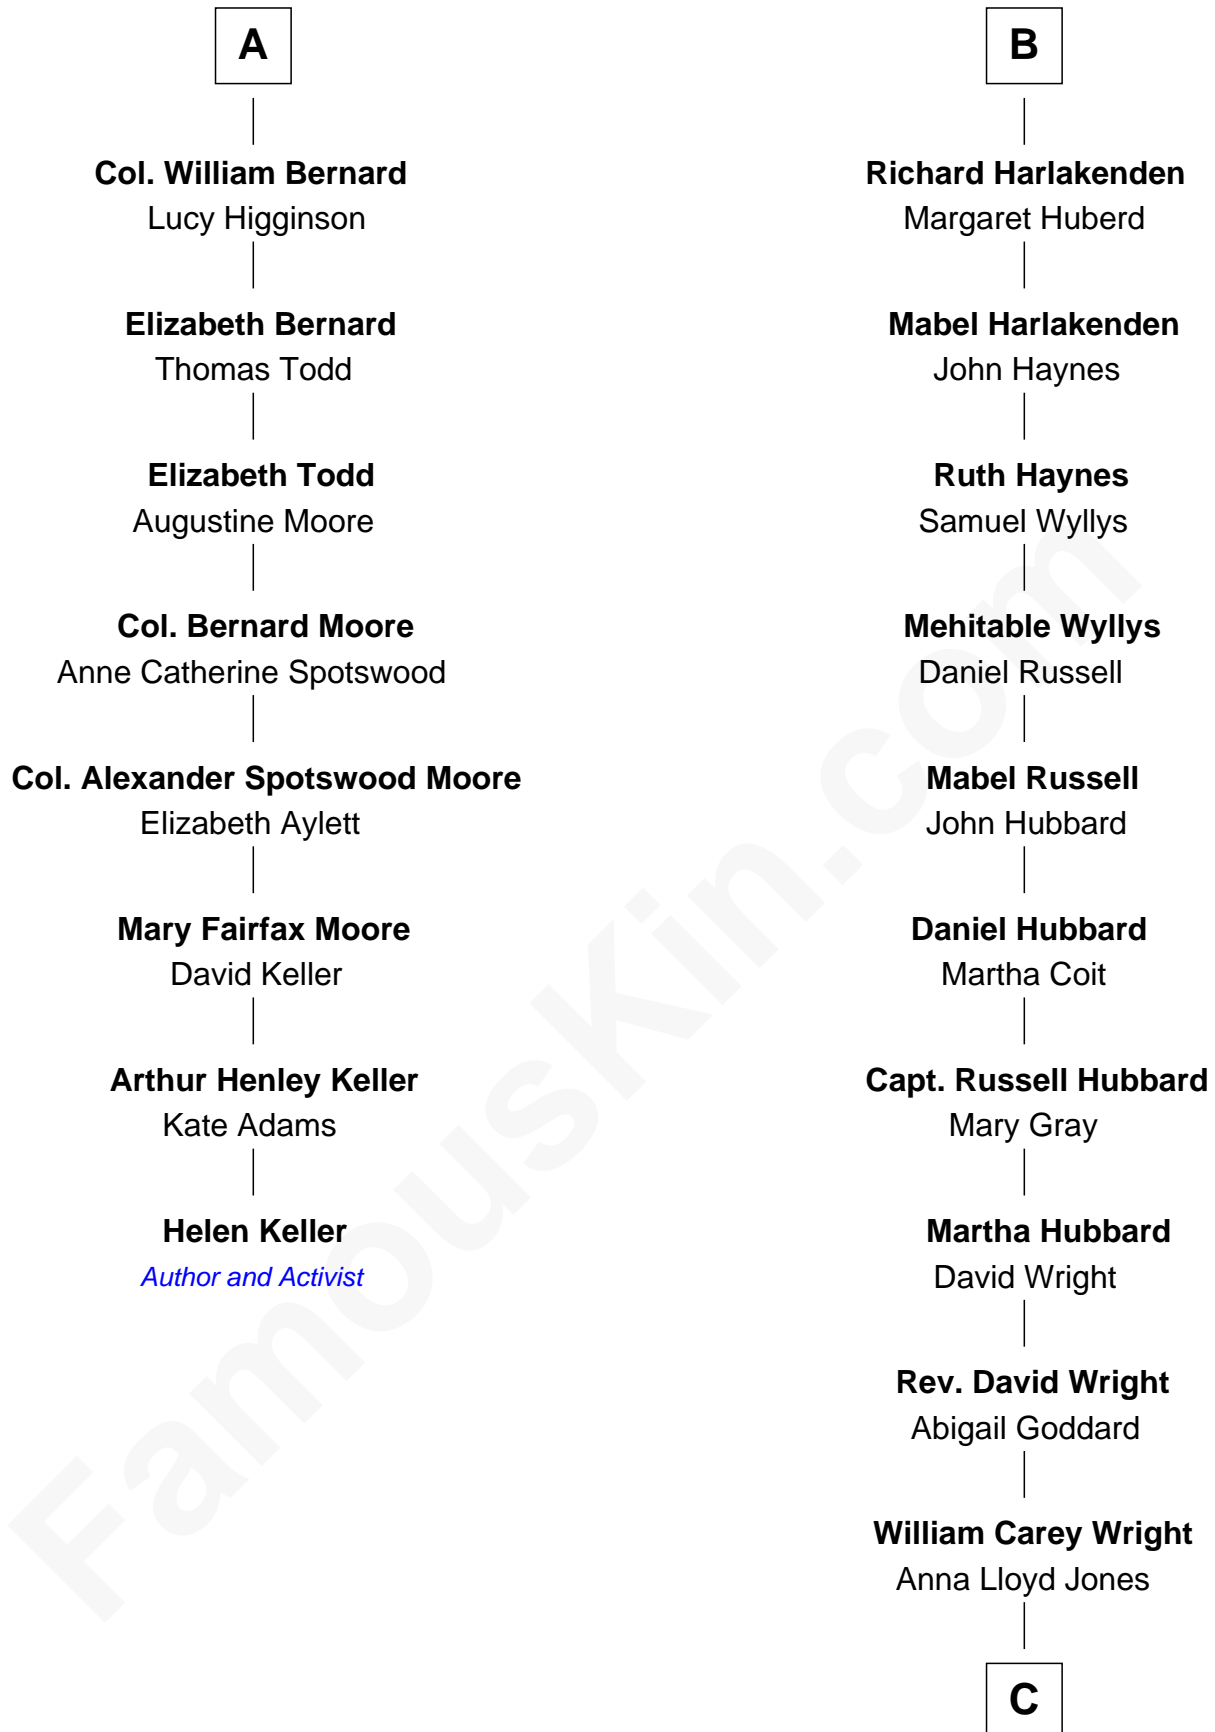 A
Col. William Bernard
Lucy Higginson
Elizabeth Bernard
Thomas Todd
Elizabeth Todd
Augustine Moore
Col. Bernard Moore
Anne Catherine Spotswood
Col. Alexander Spotswood Moore
Elizabeth Aylett
Mary Fairfax Moore
David Keller
Arthur Henley Keller
Kate Adams
Helen Keller
Author and Activist
B
Richard Harlakenden
Margaret Huberd
Mabel Harlakenden
John Haynes
Ruth Haynes
Samuel Wyllys
Mehitable Wyllys
Daniel Russell
Mabel Russell
John Hubbard
Daniel Hubbard
Martha Coit
Capt. Russell Hubbard
Mary Gray
Martha Hubbard
David Wright
Rev. David Wright
Abigail Goddard
William Carey Wright
Anna Lloyd Jones
C
FamousKin.com